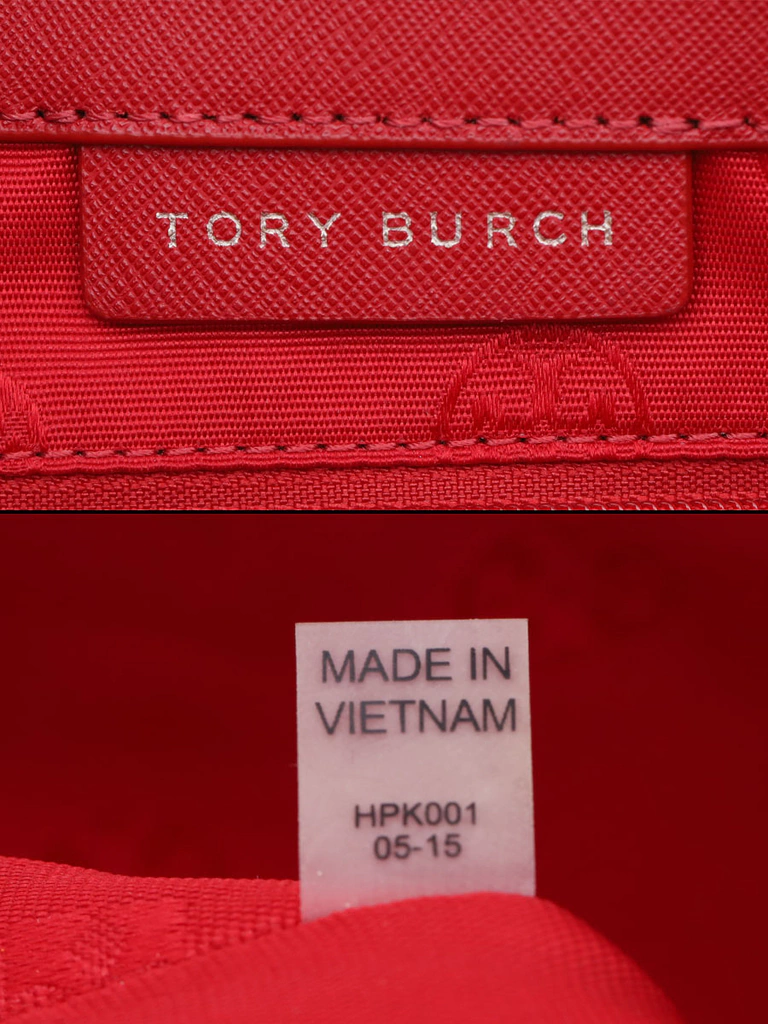 TORY BURCH
MADE IN
VIETNAM
HPK001
05-15